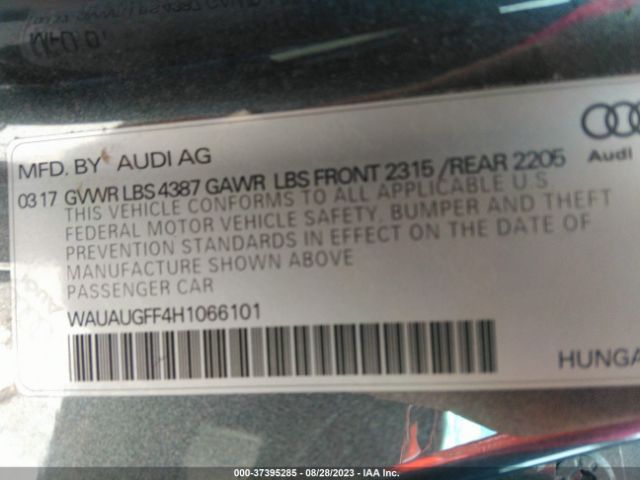 MFD. BY AUDI AG
Audi
03 17 GVWR LBS 4387 GAWR LBS FRONT 2315 /REAR 2205
THIS VEHICLE CONFORMS TO ALL APPLICABLE U.S.
FEDERAL MOTOR VEHICLE SAFETY, BUMPER AND THEFT
PREVENTION STANDARDS IN EFFECT ON THE DATE OF
MANUFACTURE SHOWN ABOVE
PASSENGER CAR
WAUAUGFF4H1066101
HUNGA
000-37395285 - 08/28/2023 - IAA Inc.